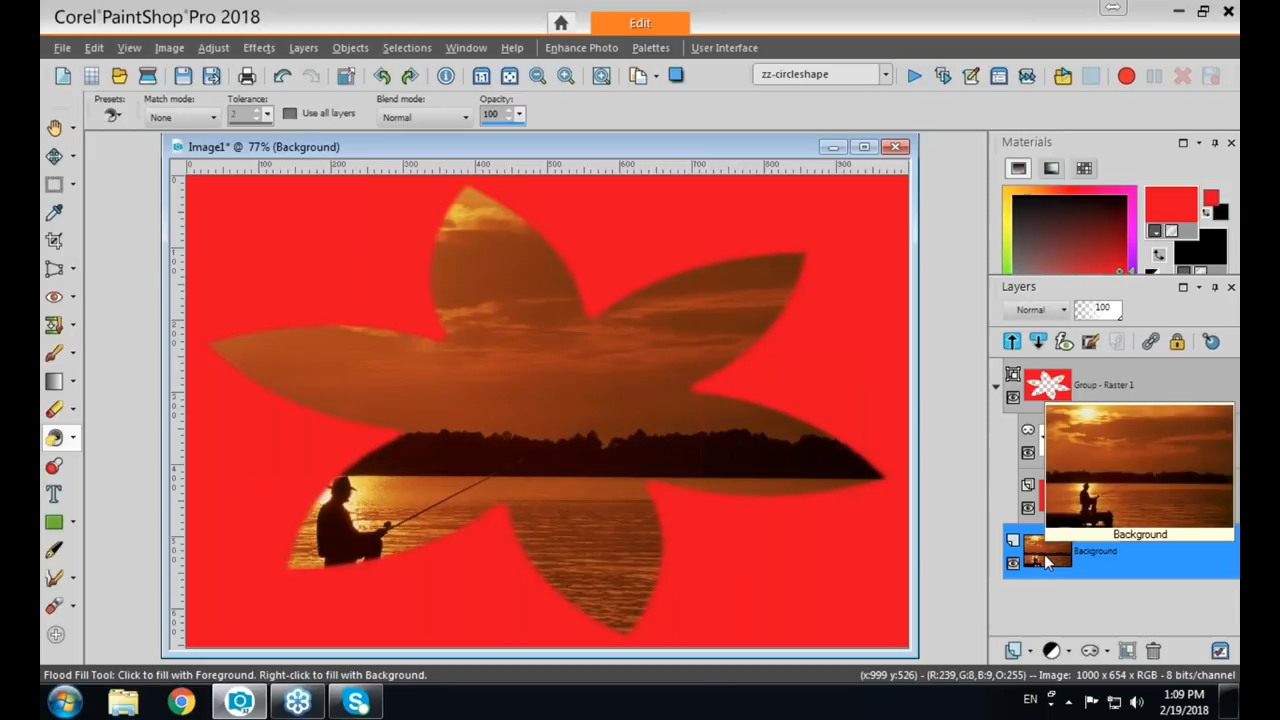 Corel®PaintShop®Pro 2018
Edit
File Edit View Image Adjust Effects Layers Objects Selections Window Help Enhance Photo Palettes User Interface
zz-circleshape
Presets: Match mode: Tolerance: Blend mode: Opacity:
None 2 Use all layers Normal 100
Image1* @ 77% (Background)
Materials
Layers
Normal 100
Group - Raster 1
Background
Background
Flood Fill Tool: Click to fill with Foreground. Right-click to fill with Background.
(x:999 y:526) -- (R:239,G:8,B:9,O:255) -- Image: 1000 x 654 x RGB - 8 bits/channel
EN
1:09 PM
2/19/2018